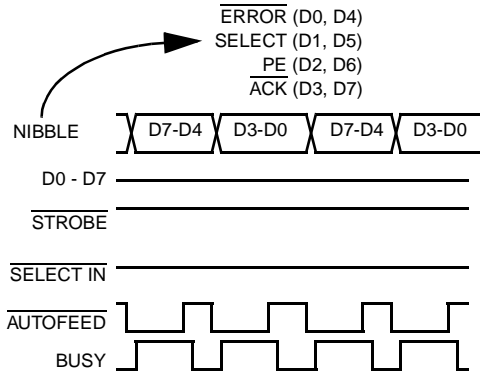 ERROR (D0, D4)
SELECT (D1, D5)
PE (D2, D6)
ACK (D3, D7)
NIBBLE D7-D4 D3-D0 D7-D4 D3-D0
D0 - D7
STROBE
SELECT IN
AUTOFEED
BUSY